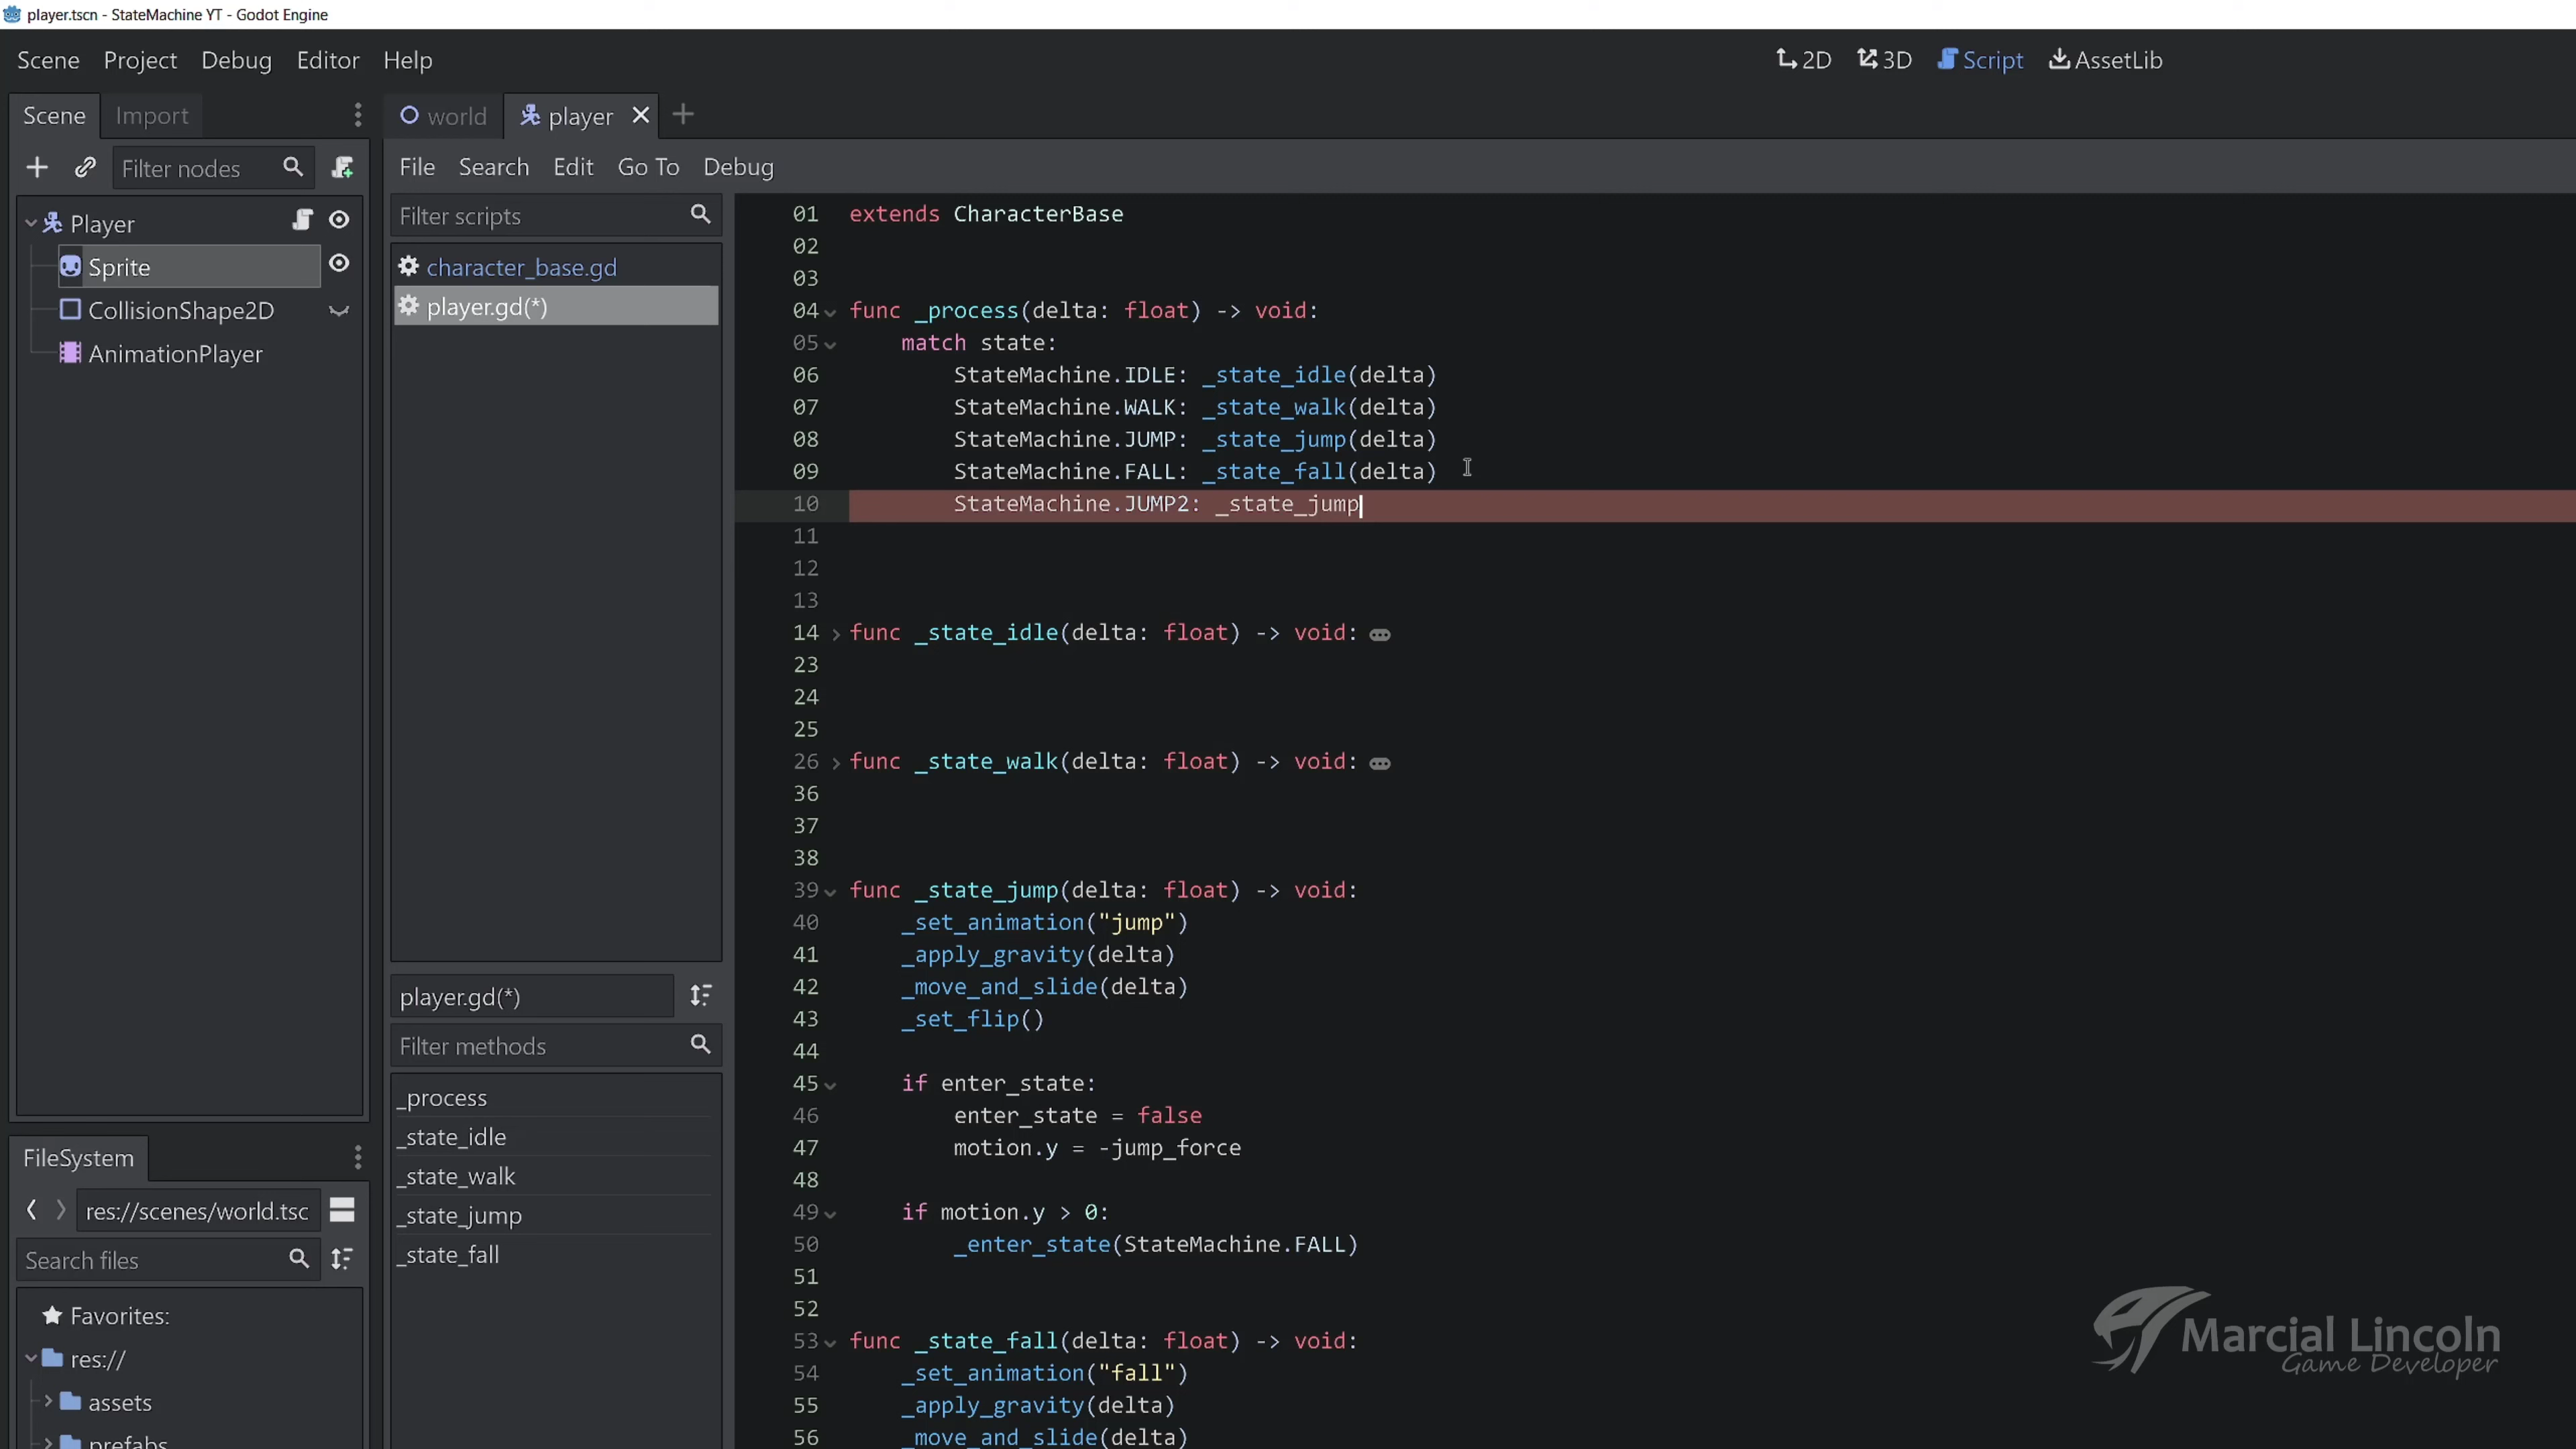 player.tscn - StateMachine YT - Godot Engine
Scene Project Debug Editor Help
2D 3D Script AssetLib
Scene Import
world player
Filter nodes
File Search Edit Go To Debug
Player
Sprite
CollisionShape2D
AnimationPlayer
Filter scripts
character_base.gd
player.gd(*)
player.gd(*)
Filter methods
_process
_state_idle
_state_walk
_state_jump
_state_fall
FileSystem
res://scenes/world.tsc
Search files
Favorites:
res://
assets
prefabs
01 extends CharacterBase
02
03
04 func _process(delta: float) -> void:
05 match state:
06 StateMachine.IDLE: _state_idle(delta)
07 StateMachine.WALK: _state_walk(delta)
08 StateMachine.JUMP: _state_jump(delta)
09 StateMachine.FALL: _state_fall(delta)
10 StateMachine.JUMP2: _state_jump
11
12
13
14 func _state_idle(delta: float) -> void:
23
24
25
26 func _state_walk(delta: float) -> void:
36
37
38
39 func _state_jump(delta: float) -> void:
40 _set_animation("jump")
41 _apply_gravity(delta)
42 _move_and_slide(delta)
43 _set_flip()
44
45 if enter_state:
46 enter_state = false
47 motion.y = -jump_force
48
49 if motion.y > 0:
50 _enter_state(StateMachine.FALL)
51
52
53 func _state_fall(delta: float) -> void:
54 _set_animation("fall")
55 _apply_gravity(delta)
56 _move_and_slide(delta)
Marcial Lincoln
Game Developer